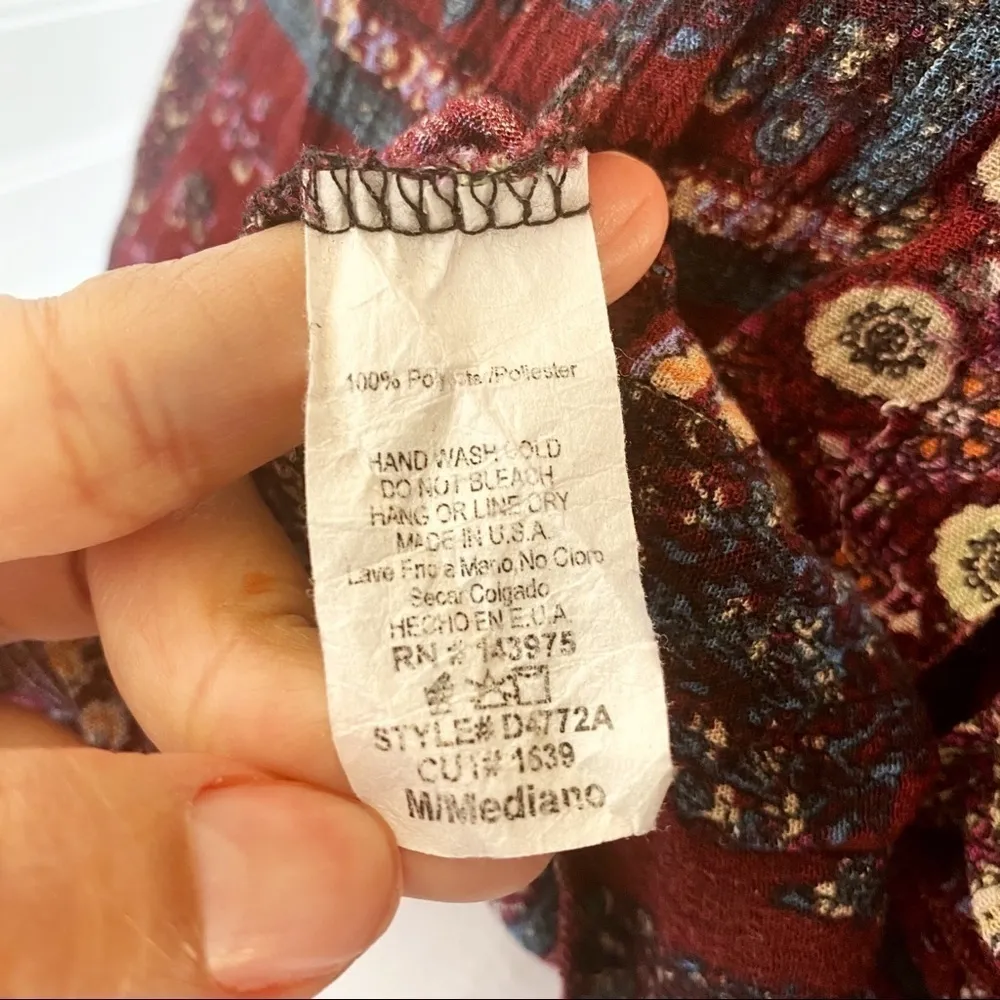 100% Polyester/Poliester
HAND WASH COLD
DO NOT BLEACH
HANG OR LINE DRY
MADE IN U.S.A.
Lave Frio a Mano, No Cloro
Secar Colgado
HECHO EN E.U.A.
RN # 143975
STYLE# D4772A
CUT# 1539
M/Mediano